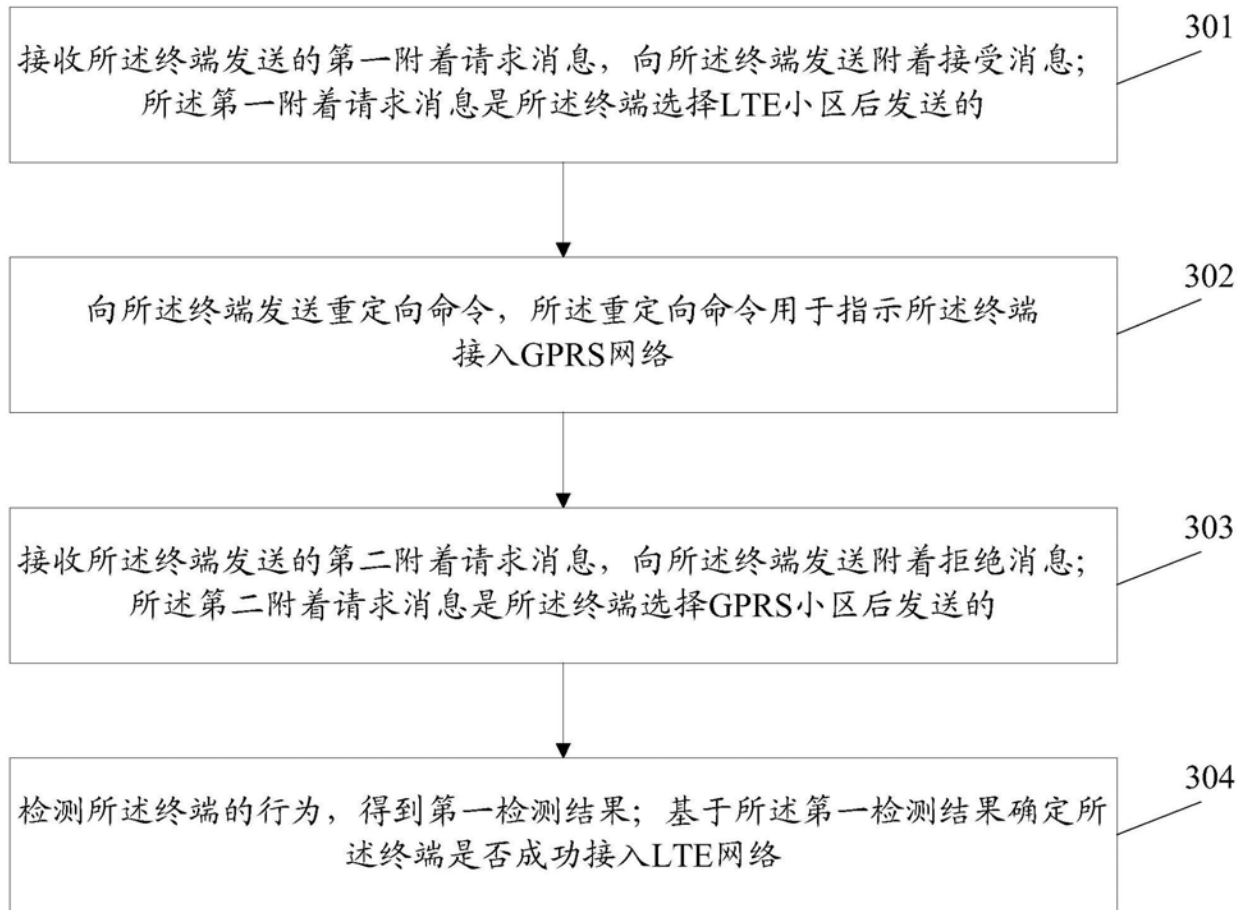 301
接收所述终端发送的第一附着请求消息，向所述终端发送附着接受消息；
所述第一附着请求消息是所述终端选择LTE小区后发送的
302
向所述终端发送重定向命令，所述重定向命令用于指示所述终端
接入GPRS网络
303
接收所述终端发送的第二附着请求消息，向所述终端发送附着拒绝消息；
所述第二附着请求消息是所述终端选择GPRS小区后发送的
304
检测所述终端的行为，得到第一检测结果；基于所述第一检测结果确定所
述终端是否成功接入LTE网络